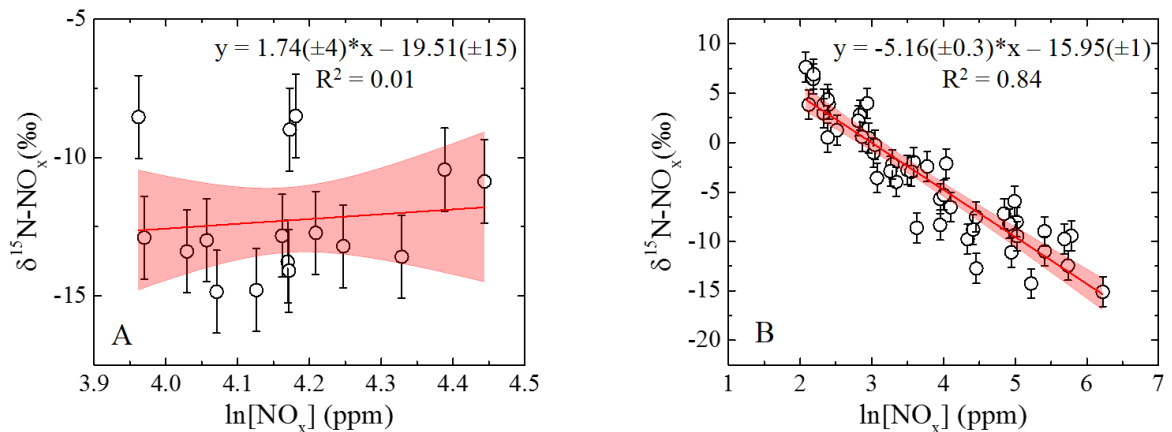 -5
y = 1.74(±4)*x – 19.51(±15)
R² = 0.01
-10
-15
δ¹⁵N-NOₓ(‰)
A
3.9 4.0 4.1 4.2 4.3 4.4 4.5
ln[NOₓ] (ppm)
10
y = -5.16(±0.3)*x – 15.95(±1)
R² = 0.84
5
0
-5
-10
-15
-20
δ¹⁵N-NOₓ(‰)
B
1 2 3 4 5 6 7
ln[NOₓ] (ppm)